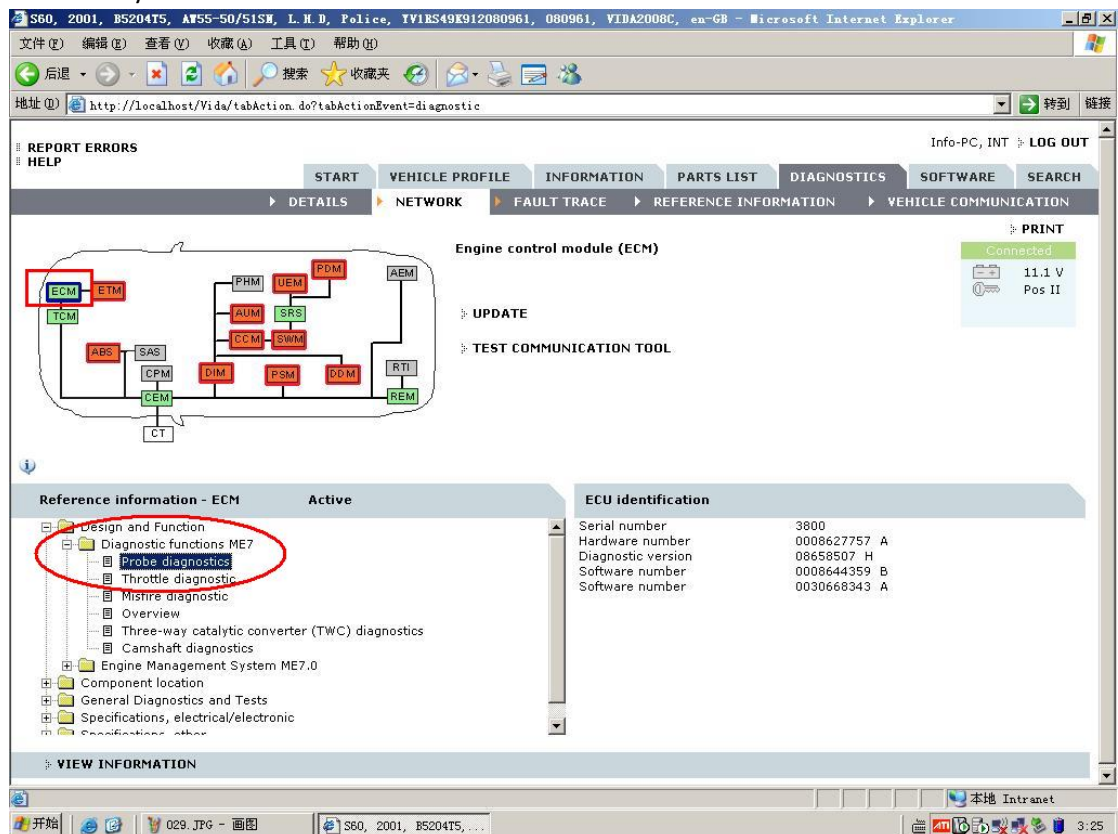 S60, 2001, B5204T5, AW55-50/51SN, L.H.D, Police, YV1RS49K912080961, 080961, VIDA2008C, en-GB - Microsoft Internet Explorer
文件(F) 编辑(E) 查看(V) 收藏(A) 工具(T) 帮助(H)
后退 搜索 收藏夹
地址(D) http://localhost/Vida/tabAction.do?tabActionEvent=diagnostic 转到 链接
REPORT ERRORS
HELP
Info-PC, INT LOG OUT
START VEHICLE PROFILE INFORMATION PARTS LIST DIAGNOSTICS SOFTWARE SEARCH
DETAILS NETWORK FAULT TRACE REFERENCE INFORMATION VEHICLE COMMUNICATION
PRINT
Engine control module (ECM)
Connected
11.1 V
Pos II
UPDATE
TEST COMMUNICATION TOOL
PHM UEM PDM AEM
ECM ETM
TCM AUM SRS
CCM SWM
ABS SAS
CPM DIM PSM DDM RTI
CEM REM
CT
Reference information - ECM Active
Design and Function
Diagnostic functions ME7
Probe diagnostics
Throttle diagnostic
Misfire diagnostic
Overview
Three-way catalytic converter (TWC) diagnostics
Camshaft diagnostics
Engine Management System ME7.0
Component location
General Diagnostics and Tests
Specifications, electrical/electronic
Specifications, other
ECU identification
Serial number 3800
Hardware number 0008627757 A
Diagnostic version 08658507 H
Software number 0008644359 B
Software number 0030668343 A
VIEW INFORMATION
本地 Intranet
开始 029.JPG - 画图 S60, 2001, B5204T5,... ATI 3:25